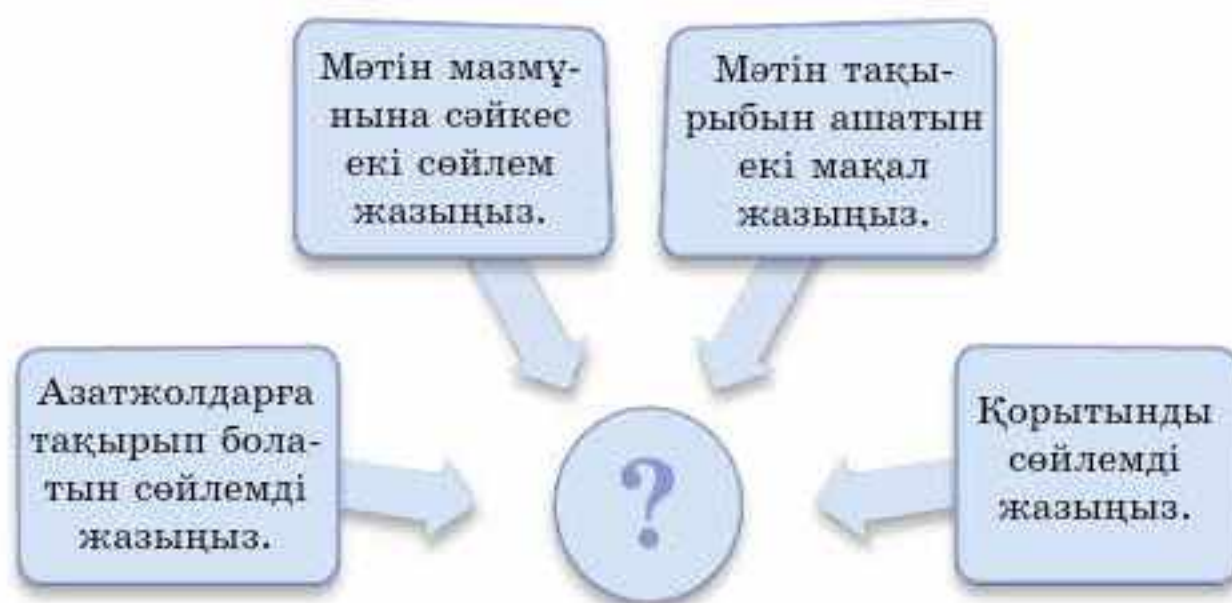 Мәтін мазмұ-
нына сәйкес
екі сөйлем
жазыңыз.
Мәтін тақы-
рыбын ашатын
екі мақал
жазыңыз.
Азатжолдарға
тақырып бола-
тын сөйлемді
жазыңыз.
?
Қорытынды
сөйлемді
жазыңыз.